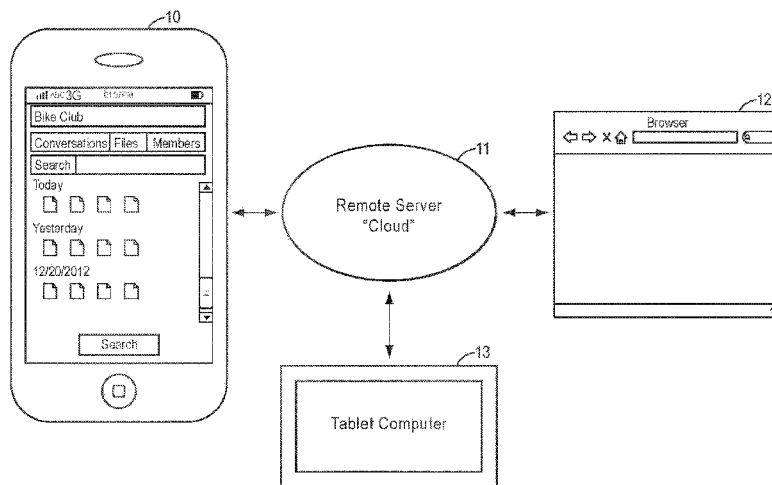 10
3G
Bike Club
Conversations Files Members
Search
Today
Yesterday
12/20/2012
Search
11
Remote Server
"Cloud"
12
Browser
13
Tablet Computer